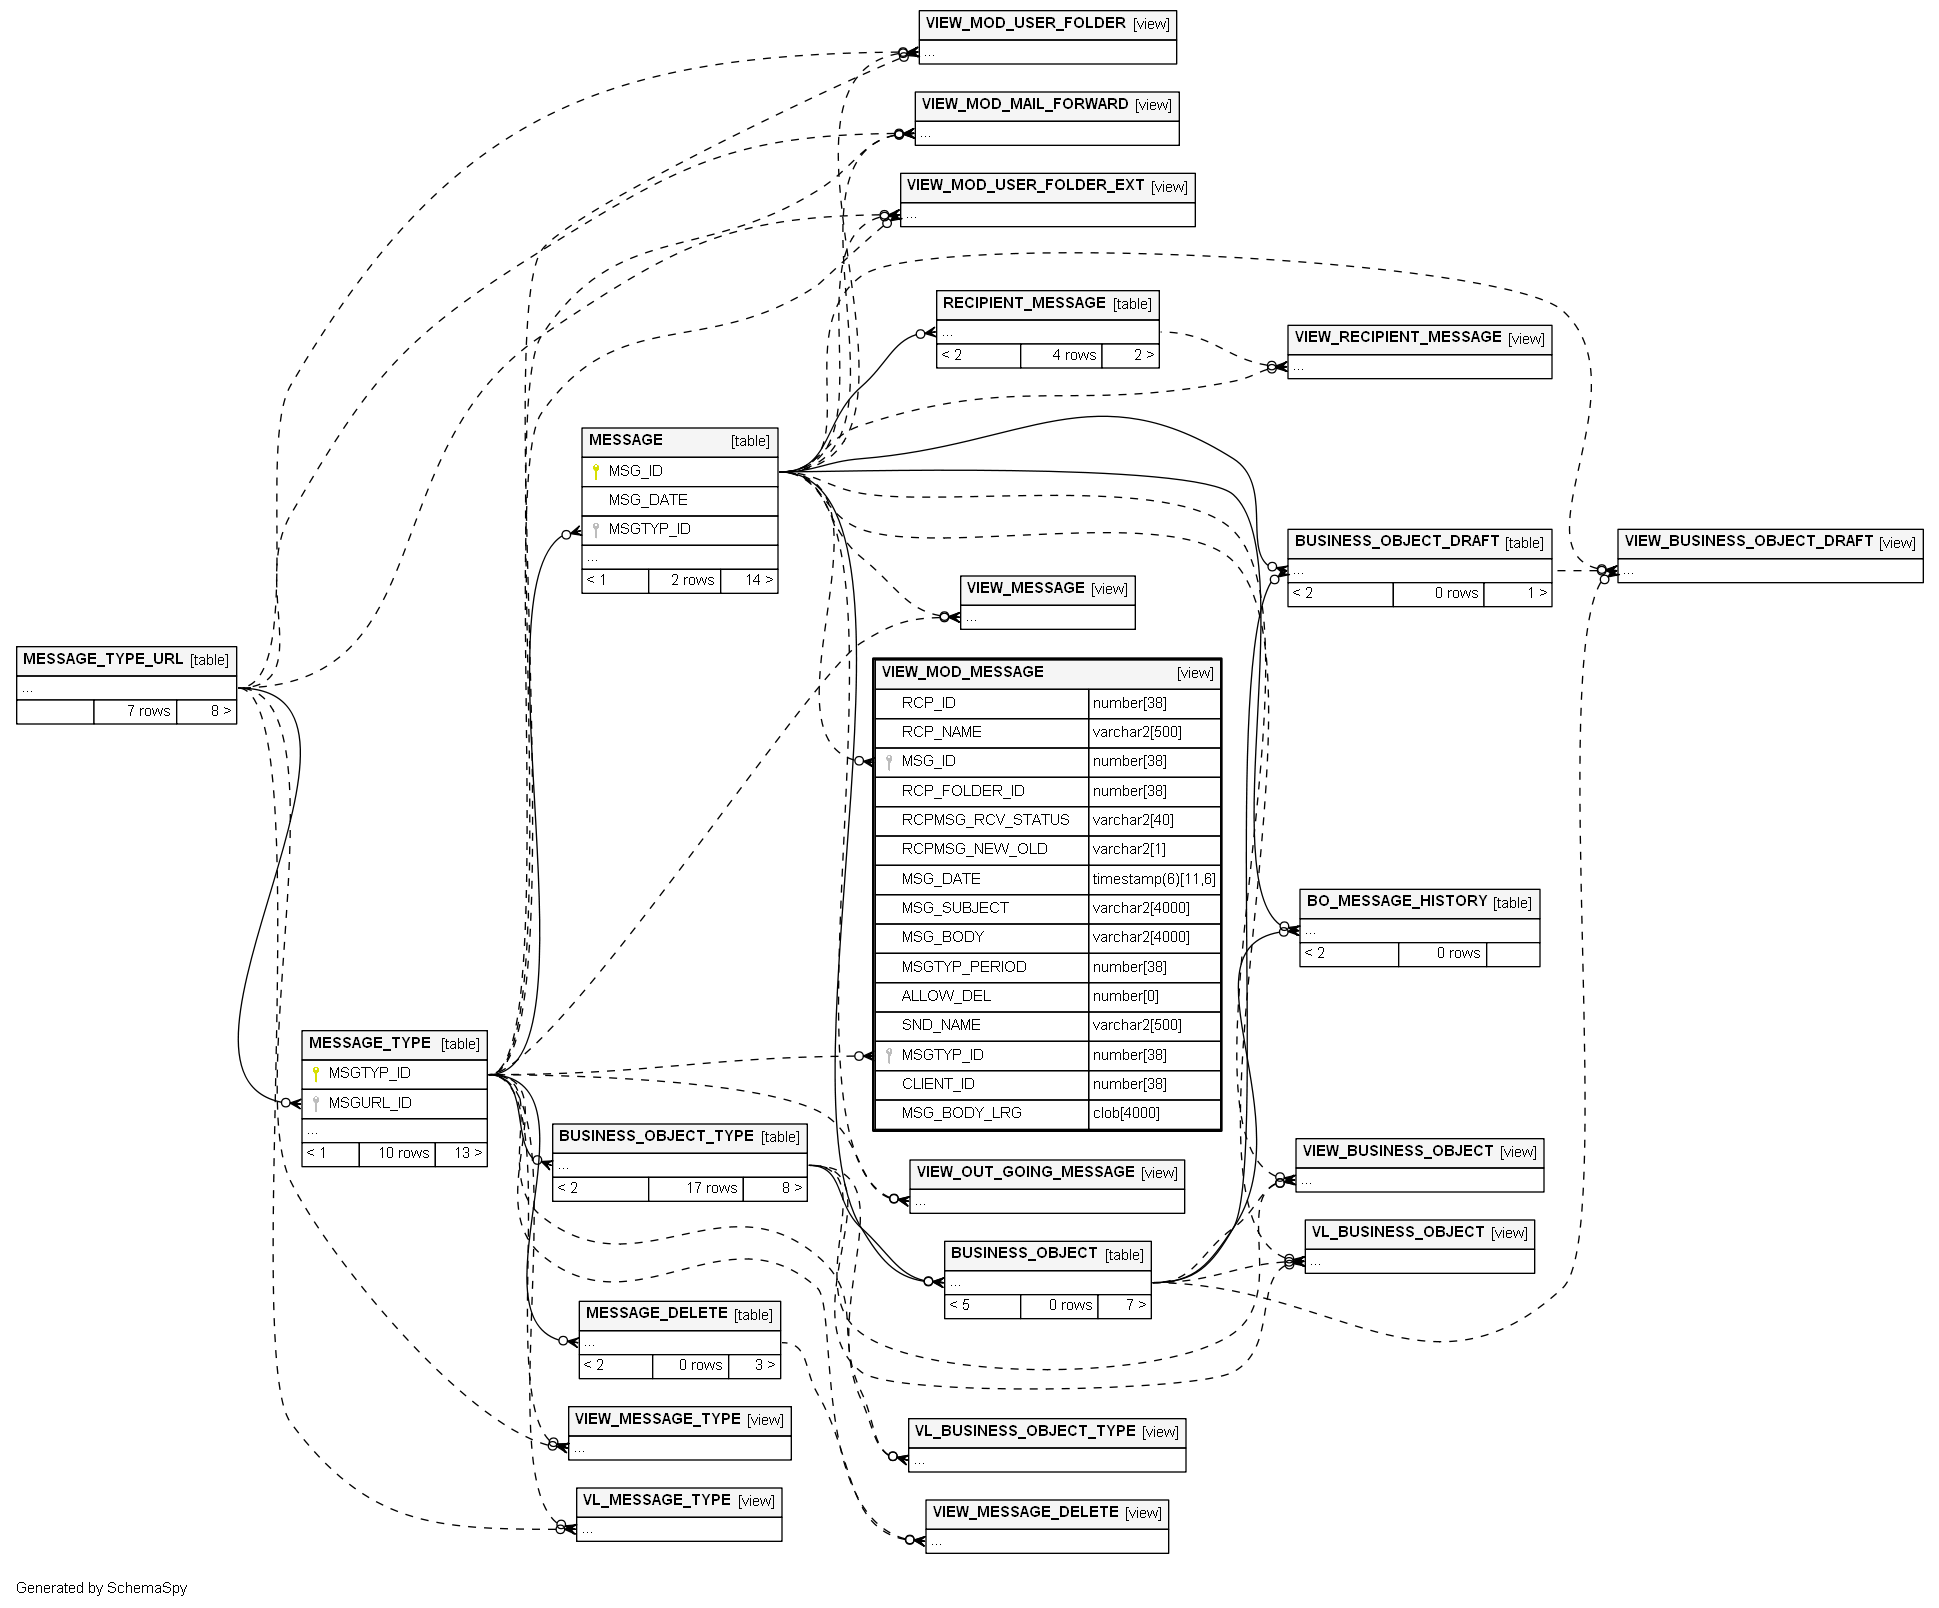 VIEW_MOD_USER_FOLDER [view]
...
VIEW_MOD_MAIL_FORWARD [view]
...
VIEW_MOD_USER_FOLDER_EXT [view]
...
RECIPIENT_MESSAGE [table]
...
< 2 4 rows 2 >
VIEW_RECIPIENT_MESSAGE [view]
...
MESSAGE [table]
MSG_ID
MSG_DATE
MSGTYP_ID
...
< 1 2 rows 14 >
BUSINESS_OBJECT_DRAFT [table]
...
< 2 0 rows 1 >
VIEW_BUSINESS_OBJECT_DRAFT [view]
...
VIEW_MESSAGE [view]
...
MESSAGE_TYPE_URL [table]
...
7 rows 8 >
VIEW_MOD_MESSAGE [view]
RCP_ID number[38]
RCP_NAME varchar2[500]
MSG_ID number[38]
RCP_FOLDER_ID number[38]
RCPMSG_RCV_STATUS varchar2[40]
RCPMSG_NEW_OLD varchar2[1]
MSG_DATE timestamp(6)[11,6]
MSG_SUBJECT varchar2[4000]
MSG_BODY varchar2[4000]
MSGTYP_PERIOD number[38]
ALLOW_DEL number[0]
SND_NAME varchar2[500]
MSGTYP_ID number[38]
CLIENT_ID number[38]
MSG_BODY_LRG clob[4000]
BO_MESSAGE_HISTORY [table]
...
< 2 0 rows
MESSAGE_TYPE [table]
MSGTYP_ID
MSGURL_ID
...
< 1 10 rows 13 >
BUSINESS_OBJECT_TYPE [table]
...
< 2 17 rows 8 >
VIEW_OUT_GOING_MESSAGE [view]
...
VIEW_BUSINESS_OBJECT [view]
...
VL_BUSINESS_OBJECT [view]
...
BUSINESS_OBJECT [table]
...
< 5 0 rows 7 >
MESSAGE_DELETE [table]
...
< 2 0 rows 3 >
VIEW_MESSAGE_TYPE [view]
...
VL_BUSINESS_OBJECT_TYPE [view]
...
VL_MESSAGE_TYPE [view]
...
VIEW_MESSAGE_DELETE [view]
...
Generated by SchemaSpy